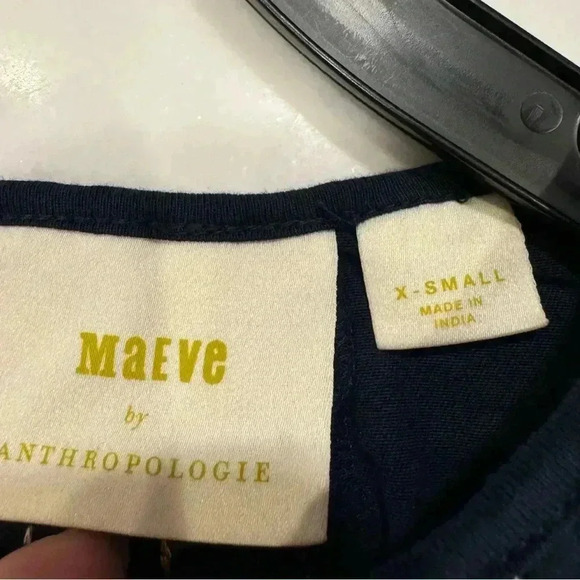 MaEVe
by
ANTHROPOLOGIE
X-SMALL
MADE IN
INDIA